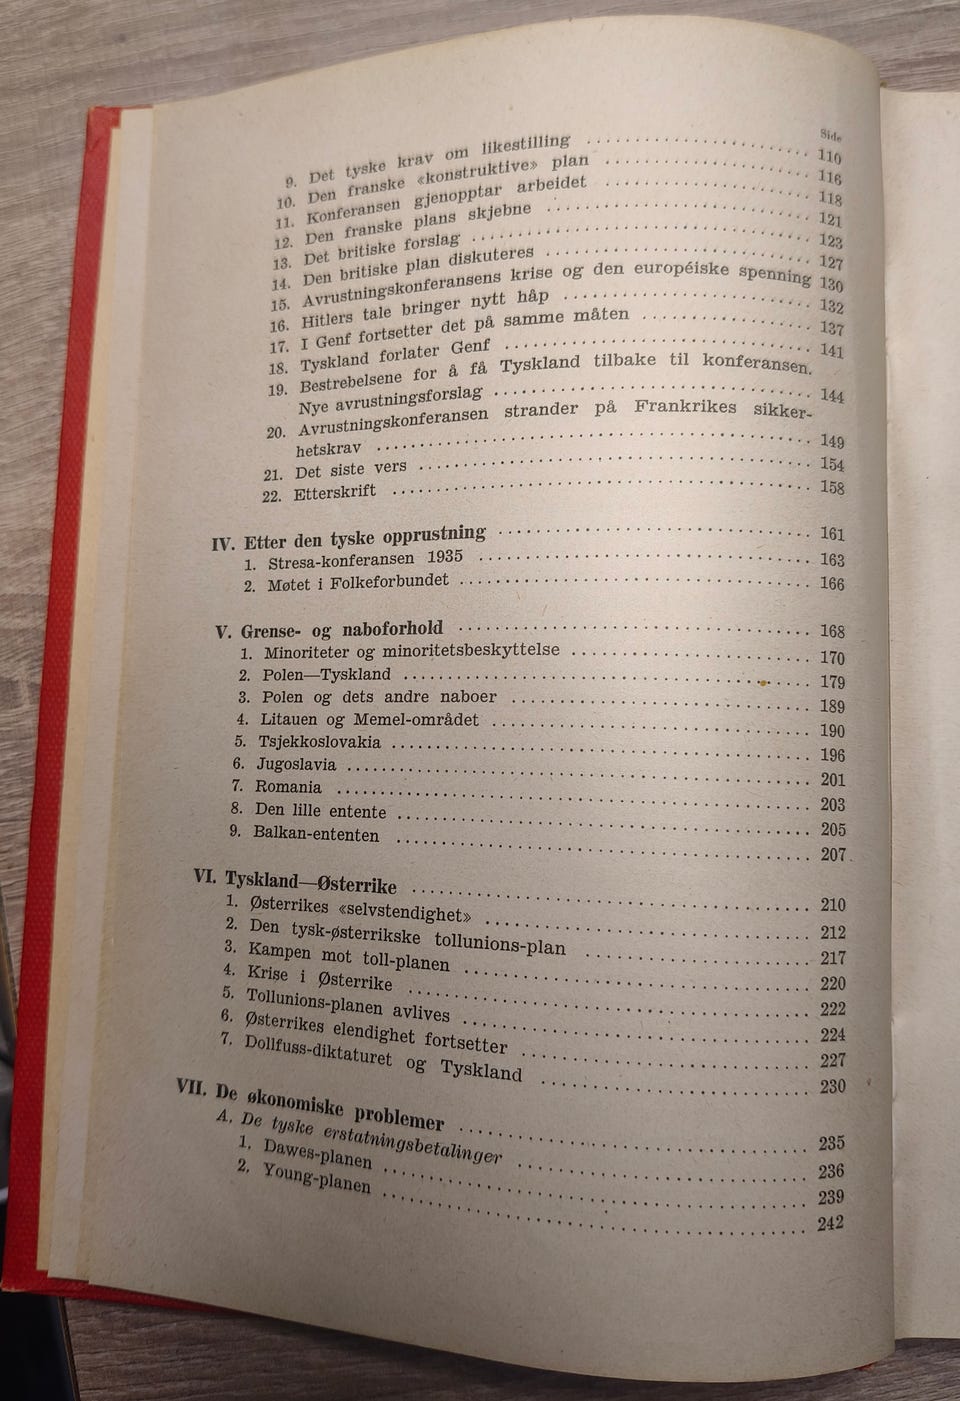 Side
9. Det tyske krav om likestilling .......... 110
10. Den franske «konstruktive» plan .......... 116
11. Konferansen gjenopptar arbeidet .......... 118
12. Den franske plans skjebne .......... 121
13. Det britiske forslag .......... 123
14. Den britiske plan diskuteres .......... 127
15. Avrustningskonferansens krise og den européiske spenning 130
16. Hitlers tale bringer nytt håp .......... 132
17. I Genf fortsetter det på samme måten .......... 137
18. Tyskland forlater Genf .......... 141
19. Bestrebelsene for å få Tyskland tilbake til konferansen.
Nye avrustningsforslag .......... 144
20. Avrustningskonferansen strander på Frankrikes sikker-
hetskrav .......... 149
21. Det siste vers .......... 154
22. Etterskrift .......... 158
IV. Etter den tyske opprustning .......... 161
1. Stresa-konferansen 1935 .......... 163
2. Møtet i Folkeforbundet .......... 166
V. Grense- og naboforhold .......... 168
1. Minoriteter og minoritetsbeskyttelse .......... 170
2. Polen—Tyskland .......... 179
3. Polen og dets andre naboer .......... 189
4. Litauen og Memel-området .......... 190
5. Tsjekkoslovakia .......... 196
6. Jugoslavia .......... 201
7. Romania .......... 203
8. Den lille entente .......... 205
9. Balkan-ententen .......... 207
VI. Tyskland—Østerrike .......... 210
1. Østerrikes «selvstendighet» .......... 212
2. Den tysk-østerrikske tollunions-plan .......... 217
3. Kampen mot toll-planen .......... 220
4. Krise i Østerrike .......... 222
5. Tollunions-planen avlives .......... 224
6. Østerrikes elendighet fortsetter .......... 227
7. Dollfuss-diktaturet og Tyskland .......... 230
VII. De økonomiske problemer .......... 235
A. De tyske erstatningsbetalinger .......... 236
1. Dawes-planen .......... 239
2. Young-planen .......... 242